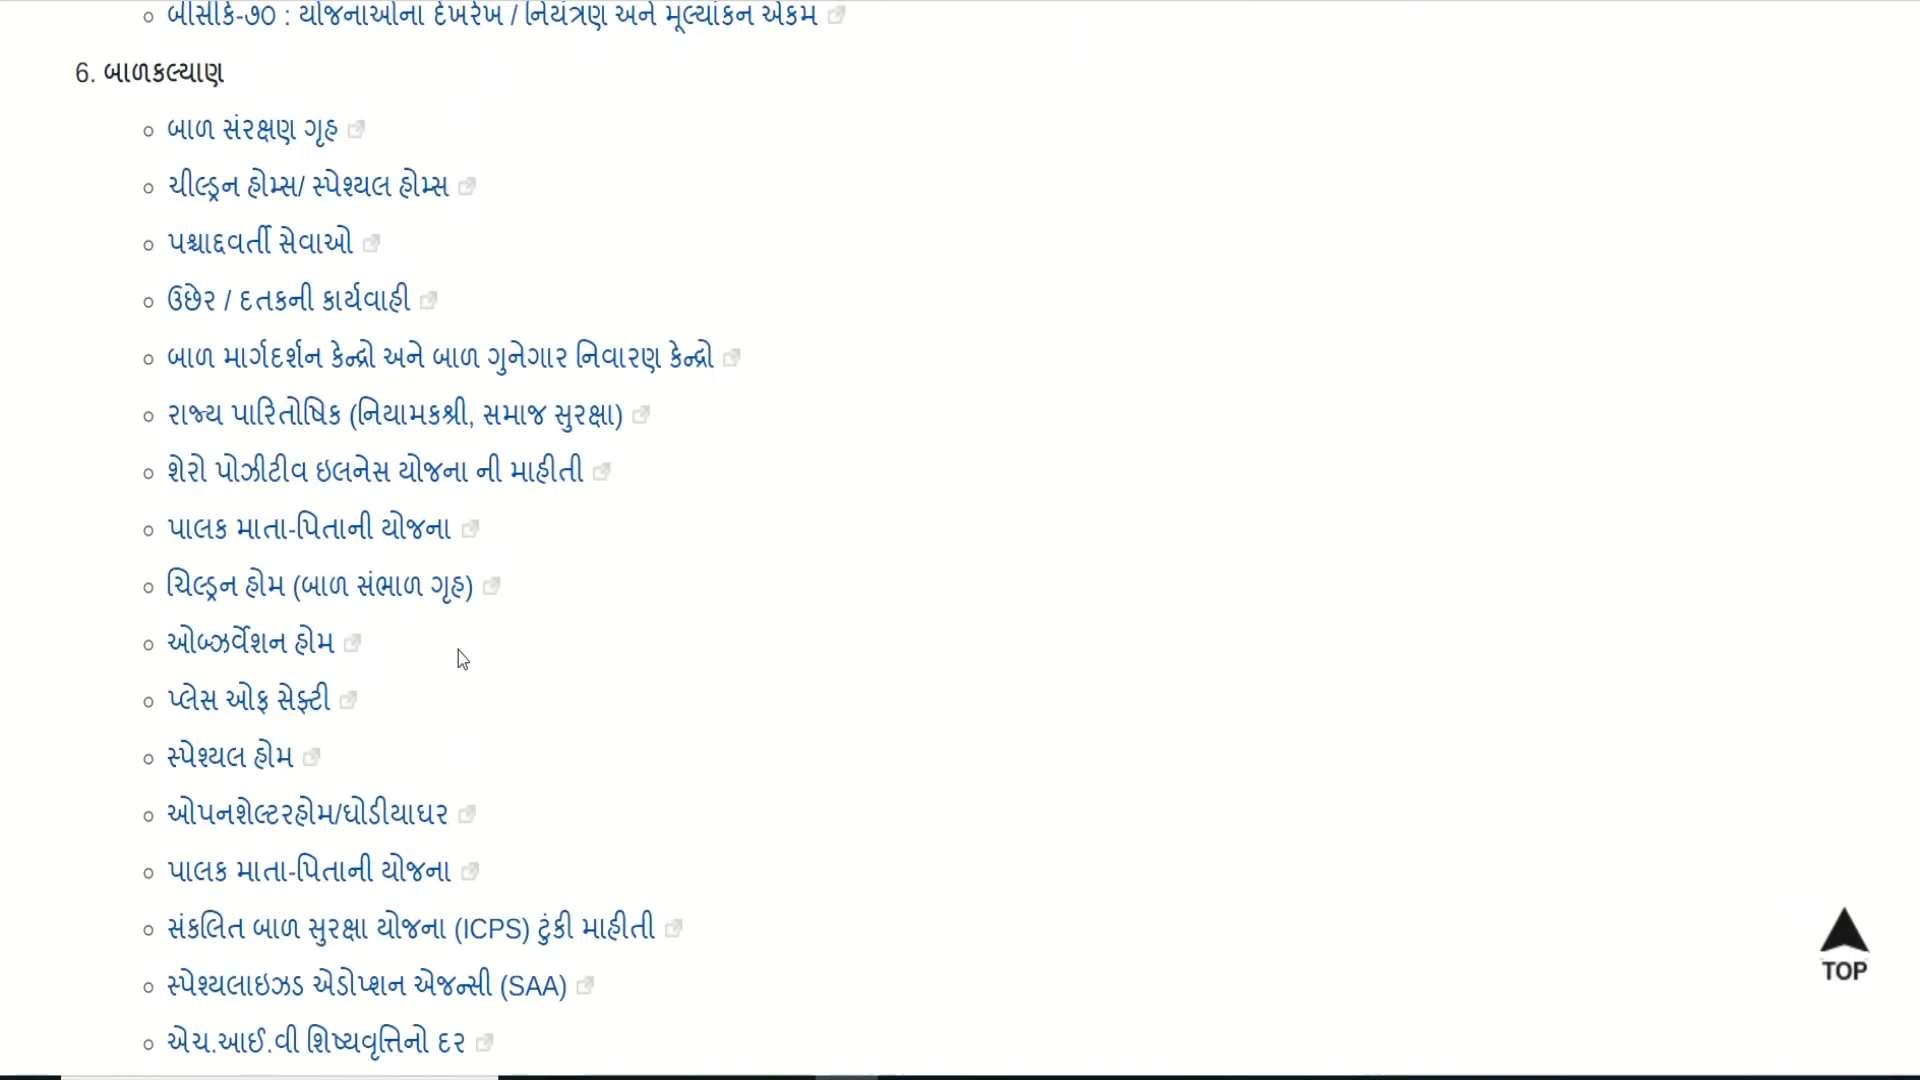 બીસીકે-૭૦ : યોજનાઓના દેખરેખ / નિયંત્રણ અને મૂલ્યાંકન એકમ
6. બાળકલ્યાણ
બાળ સંરક્ષણ ગૃહ
ચીલ્ડ્રન હોમ્સ/ સ્પેશ્યલ હોમ્સ
પશ્ચાદ્દવર્તી સેવાઓ
ઉછેર / દતકની કાર્યવાહી
બાળ માર્ગદર્શન કેન્દ્રો અને બાળ ગુનેગાર નિવારણ કેન્દ્રો
રાજ્ય પારિતોષિક (નિયામકશ્રી, સમાજ સુરક્ષા)
શેરો પોઝીટીવ ઇલનેસ યોજના ની માહીતી
પાલક માતા-પિતાની યોજના
ચિલ્ડ્રન હોમ (બાળ સંભાળ ગૃહ)
ઓબ્ઝર્વેશન હોમ
પ્લેસ ઓફ સેફ્ટી
સ્પેશ્યલ હોમ
ઓપનશેલ્ટરહોમ/ઘોડીયાઘર
પાલક માતા-પિતાની યોજના
સંકલિત બાળ સુરક્ષા યોજના (ICPS) ટુંકી માહીતી
સ્પેશ્યલાઇઝડ એડોપ્શન એજન્સી (SAA)
એચ.આઈ.વી શિષ્યવૃત્તિનો દર
TOP